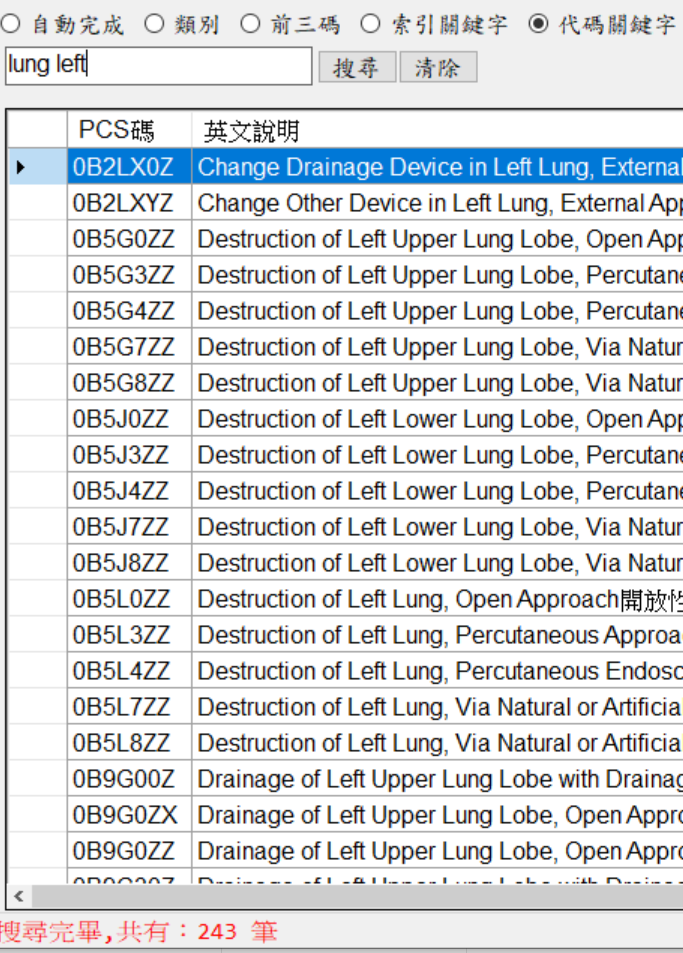 自動完成 類別 前三碼 索引關鍵字 代碼關鍵字
lung left 搜尋 清除
PCS碼 英文說明
0B2LX0Z Change Drainage Device in Left Lung, External
0B2LXYZ Change Other Device in Left Lung, External App
0B5G0ZZ Destruction of Left Upper Lung Lobe, Open App
0B5G3ZZ Destruction of Left Upper Lung Lobe, Percutane
0B5G4ZZ Destruction of Left Upper Lung Lobe, Percutane
0B5G7ZZ Destruction of Left Upper Lung Lobe, Via Natur
0B5G8ZZ Destruction of Left Upper Lung Lobe, Via Natur
0B5J0ZZ Destruction of Left Lower Lung Lobe, Open App
0B5J3ZZ Destruction of Left Lower Lung Lobe, Percutane
0B5J4ZZ Destruction of Left Lower Lung Lobe, Percutane
0B5J7ZZ Destruction of Left Lower Lung Lobe, Via Natur
0B5J8ZZ Destruction of Left Lower Lung Lobe, Via Natur
0B5L0ZZ Destruction of Left Lung, Open Approach開放性
0B5L3ZZ Destruction of Left Lung, Percutaneous Approa
0B5L4ZZ Destruction of Left Lung, Percutaneous Endosc
0B5L7ZZ Destruction of Left Lung, Via Natural or Artificia
0B5L8ZZ Destruction of Left Lung, Via Natural or Artificia
0B9G00Z Drainage of Left Upper Lung Lobe with Drainag
0B9G0ZX Drainage of Left Upper Lung Lobe, Open Appro
0B9G0ZZ Drainage of Left Upper Lung Lobe, Open Appro
搜尋完畢,共有：243 筆